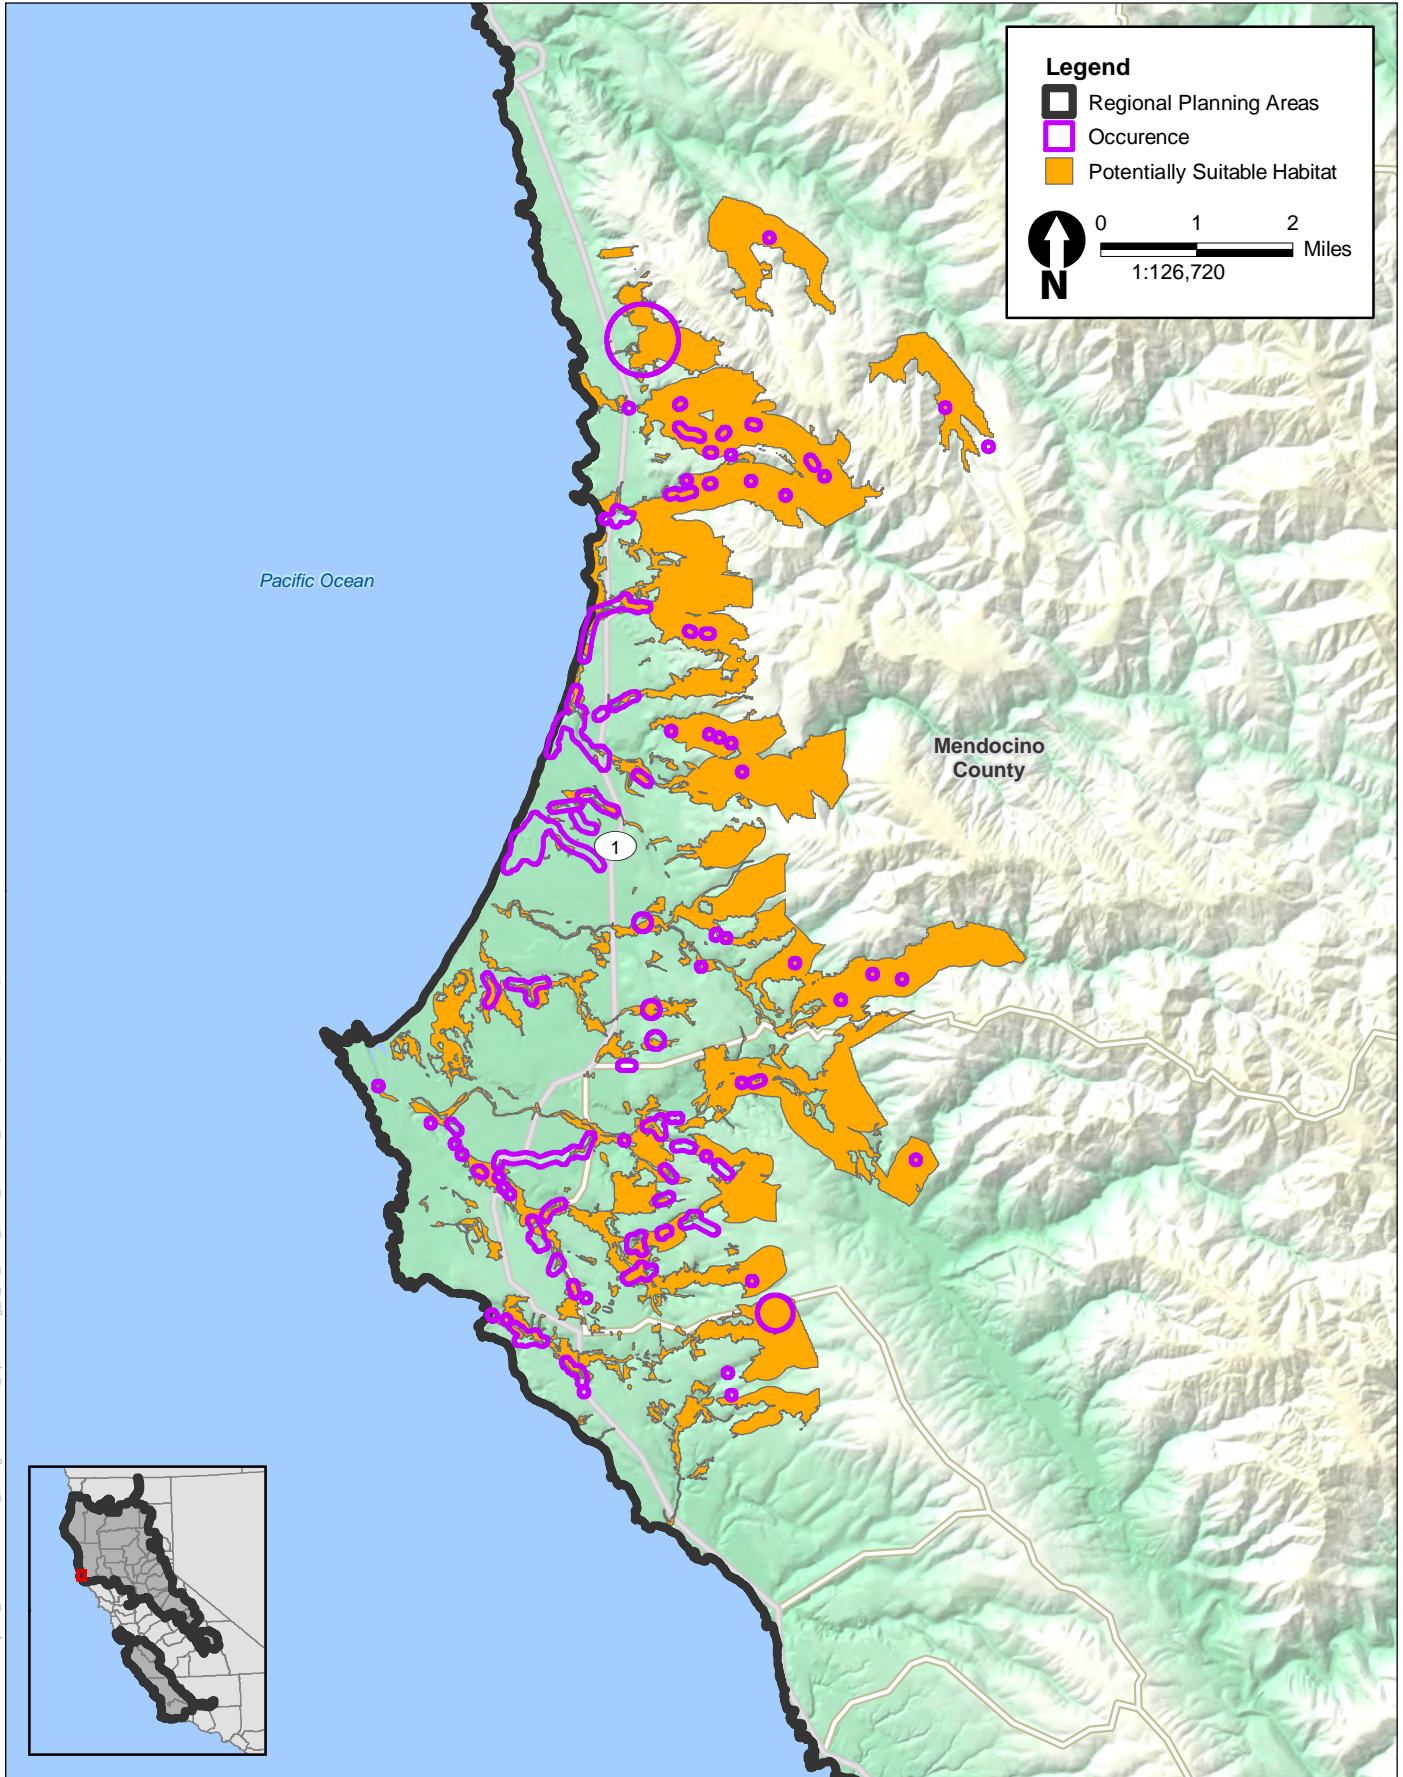 Legend
Regional Planning Areas
Occurence
Potentially Suitable Habitat
0 1 2
Miles
1:126,720
N
Pacific Ocean
Mendocino
County
1